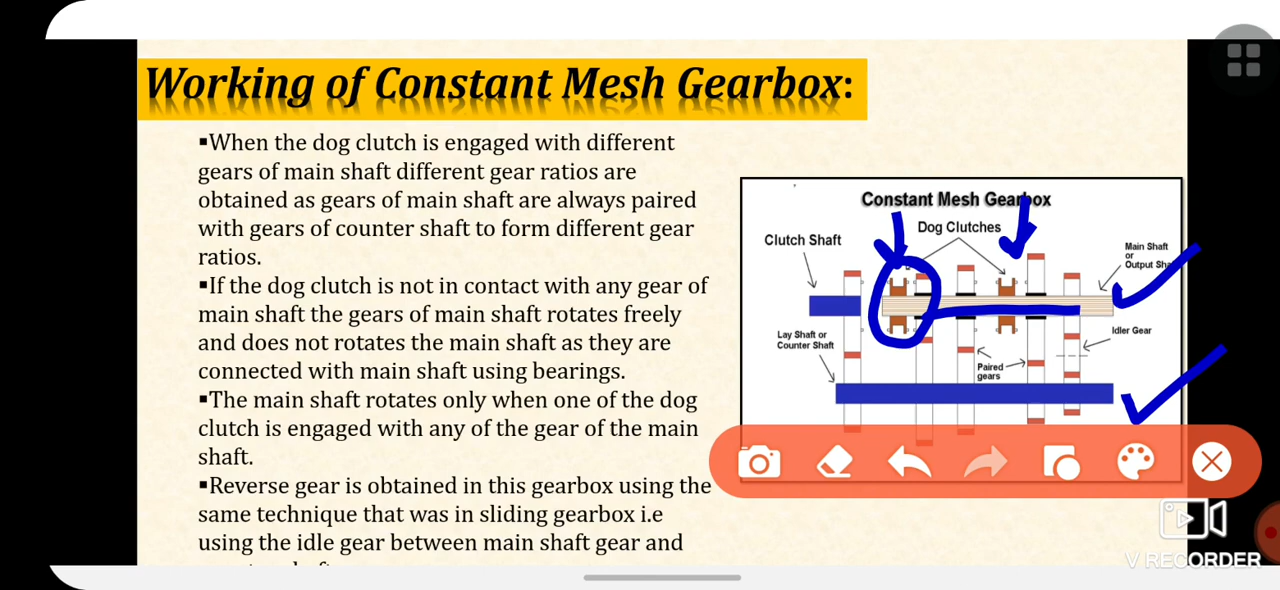 Working of Constant Mesh Gearbox:
▪When the dog clutch is engaged with different
gears of main shaft different gear ratios are
obtained as gears of main shaft are always paired
with gears of counter shaft to form different gear
ratios.
▪If the dog clutch is not in contact with any gear of
main shaft the gears of main shaft rotates freely
and does not rotates the main shaft as they are
connected with main shaft using bearings.
▪The main shaft rotates only when one of the dog
clutch is engaged with any of the gear of the main
shaft.
▪Reverse gear is obtained in this gearbox using the
same technique that was in sliding gearbox i.e
using the idle gear between main shaft gear and
Constant Mesh Gearbox
Dog Clutches
Clutch Shaft
Main Shaft
or
Output
Lay Shaft or
Counter Shaft
Idler Gear
Paired
gears
V RECORDER